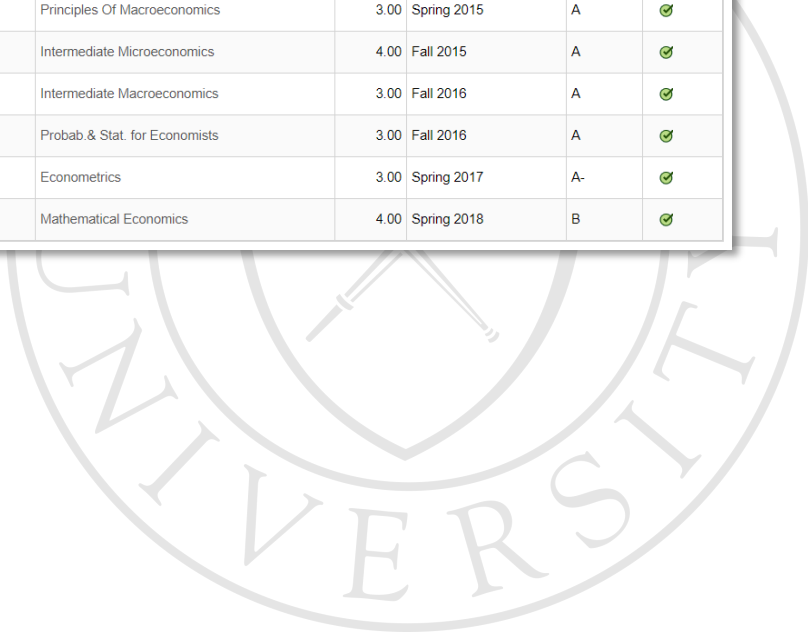 Principles Of Macroeconomics 3.00 Spring 2015 A
Intermediate Microeconomics 4.00 Fall 2015 A
Intermediate Macroeconomics 3.00 Fall 2016 A
Probab.& Stat. for Economists 3.00 Fall 2016 A
Econometrics 3.00 Spring 2017 A-
Mathematical Economics 4.00 Spring 2018 B
UNIVERSITY